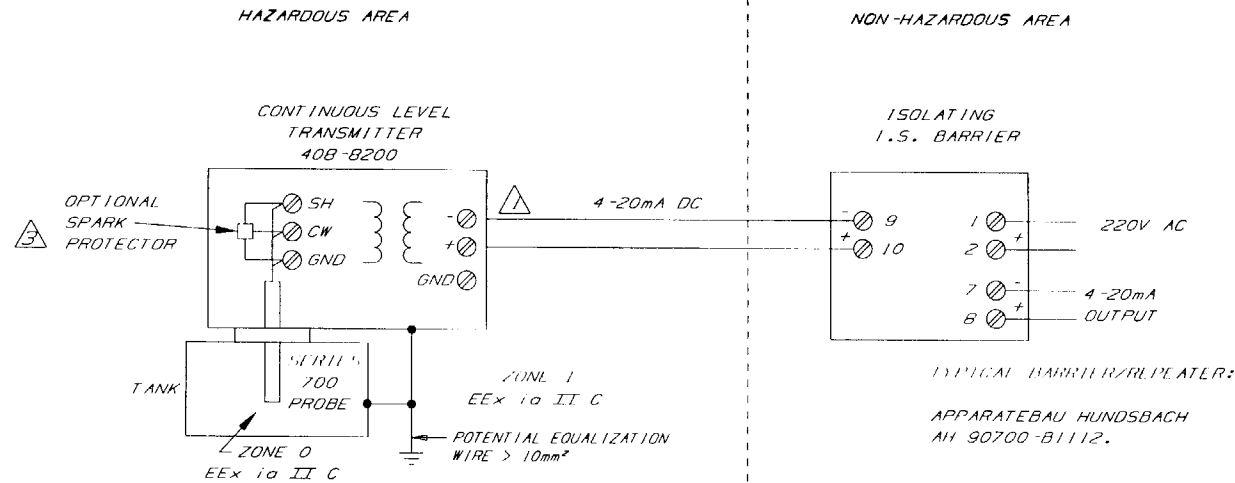 HAZARDOUS AREA
NON-HAZARDOUS AREA
CONTINUOUS LEVEL
TRANSMITTER
408-8200
ISOLATING
I.S. BARRIER
OPTIONAL
SPARK
PROTECTOR
3
SH
CW
GND
-
+
GND
1
4-20mA DC
-
9
+
10
1
2
+
220V AC
7
-
8
+
4-20mA
OUTPUT
TANK
SERIES
700
PROBE
ZONE 1
EEx ia II C
ZONE 0
EEx ia II C
POTENTIAL EQUALIZATION
WIRE > 10mm²
TYPICAL BARRIER/REPEATER:
APPARATEBAU HUNDSBACH
AH 90700-B1112.